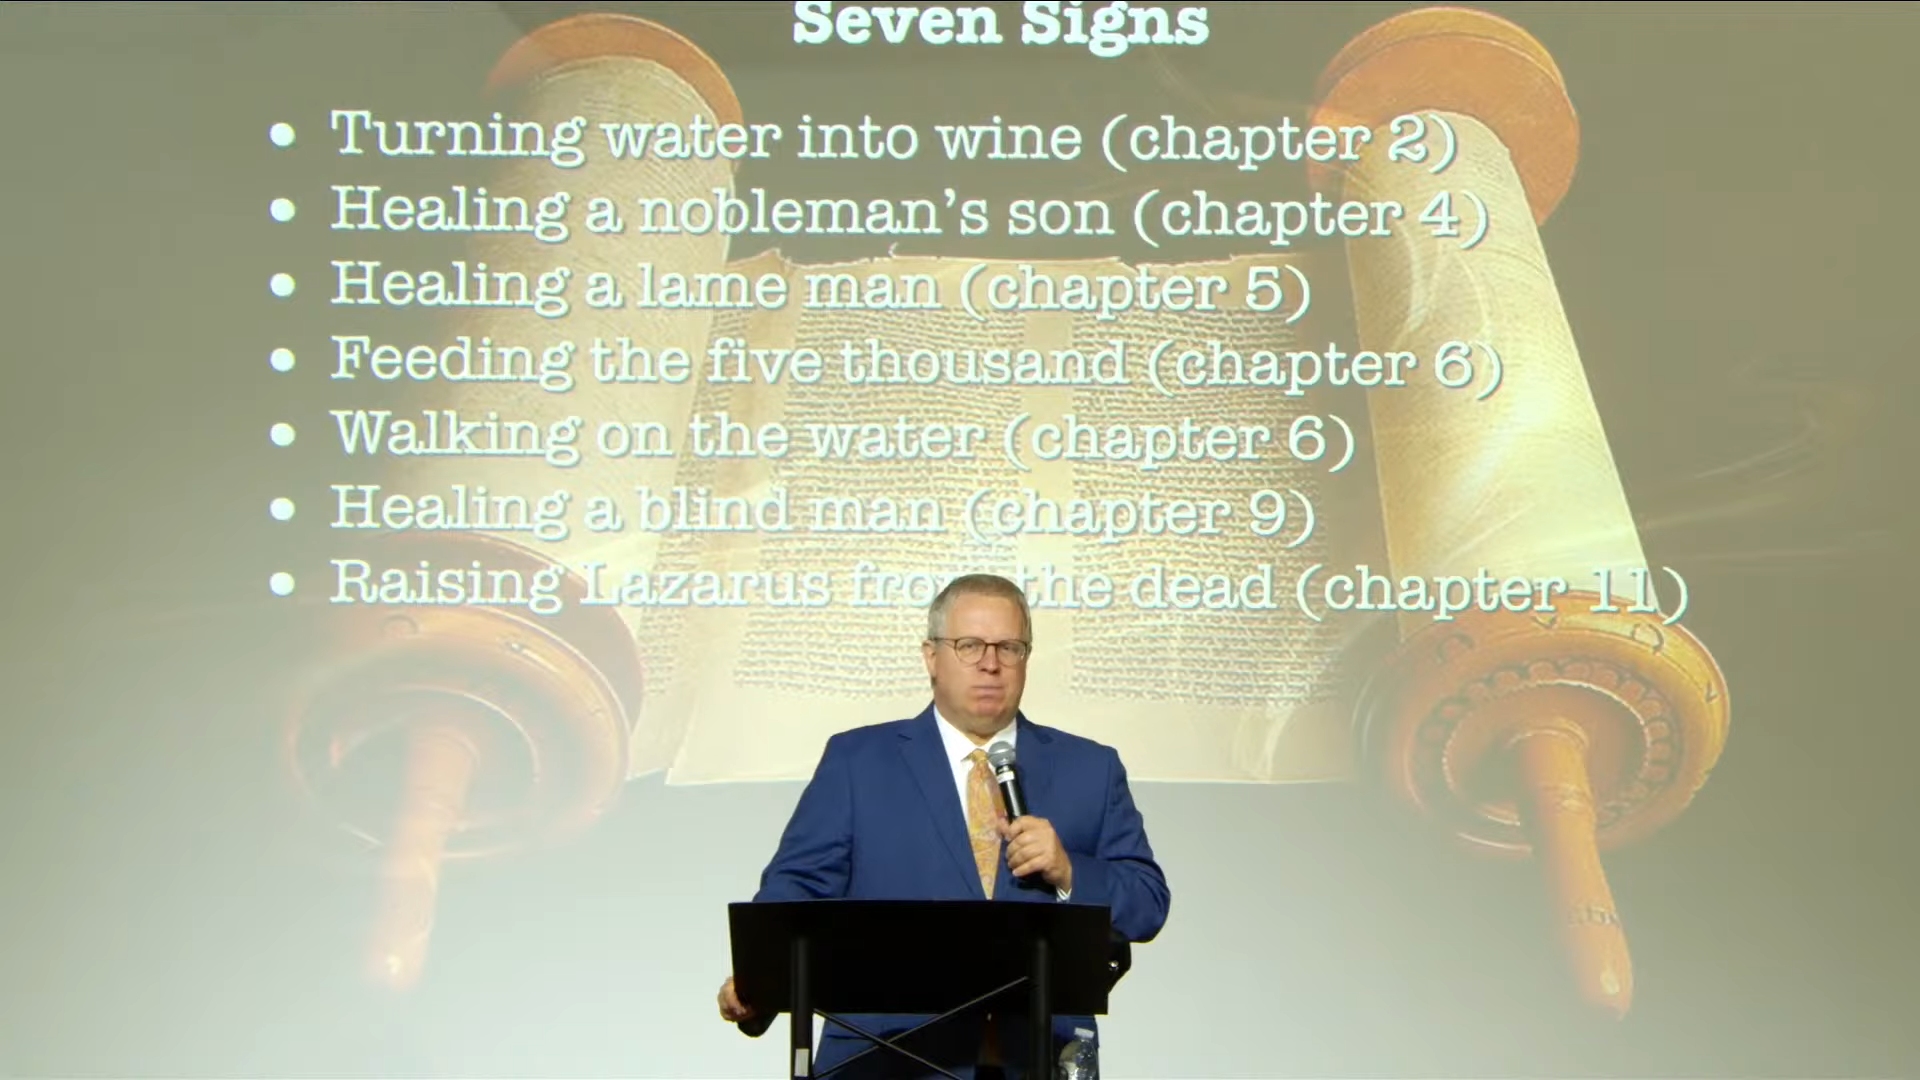 Seven Signs
• Turning water into wine (chapter 2)
• Healing a nobleman’s son (chapter 4)
• Healing a lame man (chapter 5)
• Feeding the five thousand (chapter 6)
• Walking on the water (chapter 6)
• Healing a blind man (chapter 9)
• Raising Lazarus from the dead (chapter 11)